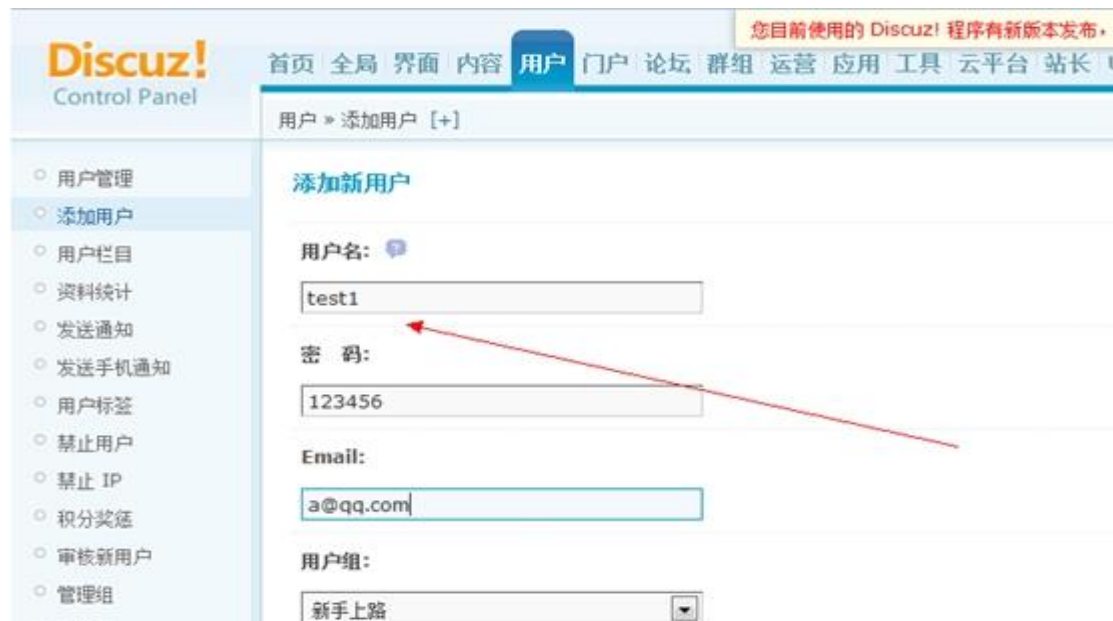 您目前使用的 Discuz! 程序有新版本发布,
Discuz!
Control Panel
首页 全局 界面 内容 用户 门户 论坛 群组 运营 应用 工具 云平台 站长
用户 » 添加用户 [+]
用户管理
添加用户
用户栏目
资料统计
发送通知
发送手机通知
用户标签
禁止用户
禁止 IP
积分奖惩
审核新用户
管理组
添加新用户
用户名:
test1
密 码:
123456
Email:
a@qq.com
用户组:
新手上路